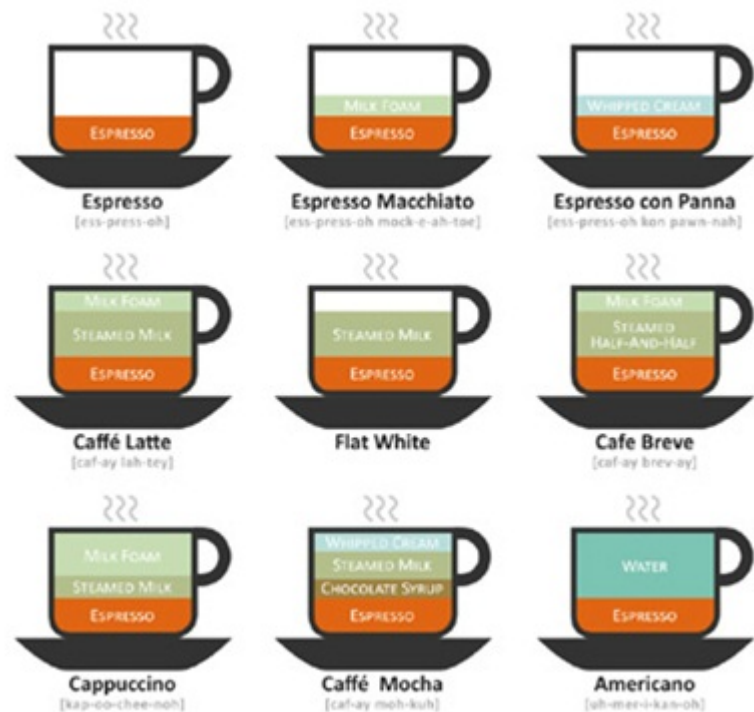 ESPRESSO
Espresso
[ess-press-oh]
MILK FOAM
ESPRESSO
Espresso Macchiato
[ess-press-oh mock-e-ah-toe]
WHIPPED CREAM
ESPRESSO
Espresso con Panna
[ess-press-oh kon pawn-nah]
MILK FOAM
STEAMED MILK
ESPRESSO
Caffé Latte
[caf-ay lah-tey]
STEAMED MILK
ESPRESSO
Flat White
MILK FOAM
STEAMED
HALF-AND-HALF
ESPRESSO
Cafe Breve
[caf-ay brev-ay]
MILK FOAM
STEAMED MILK
ESPRESSO
Cappuccino
[kap-oo-chee-noh]
WHIPPED CREAM
STEAMED MILK
CHOCOLATE SYRUP
ESPRESSO
Caffé Mocha
[caf-ay moh-kuh]
WATER
ESPRESSO
Americano
[uh-mer-i-kan-oh]